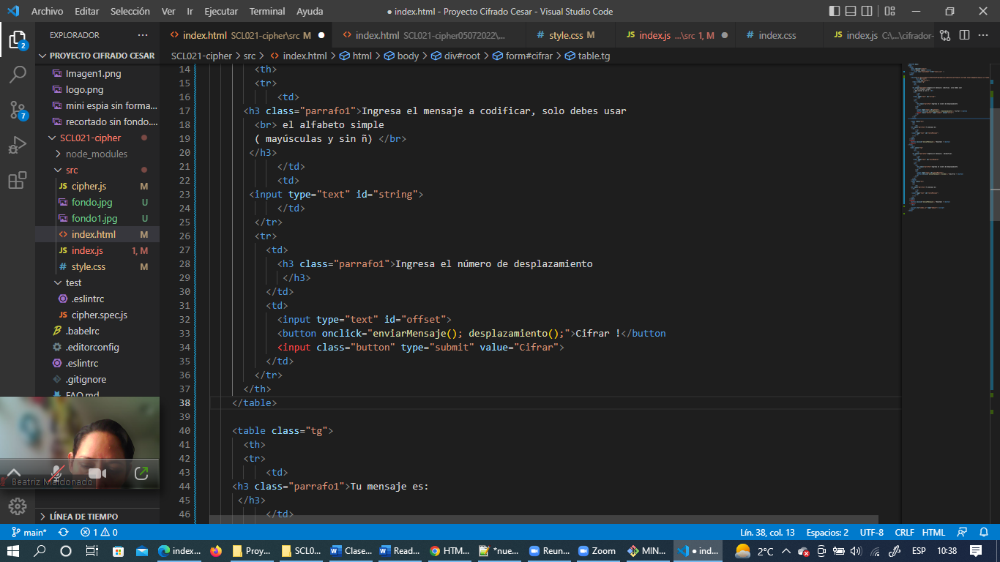 Archivo Editar Selección Ver Ir Ejecutar Terminal Ayuda
● index.html - Proyecto Cifrado Cesar - Visual Studio Code
EXPLORADOR
index.html SCL021-cipher\src M
index.html SCL021-cipher05072022\...
style.css M
JS index.js ...\src 1, M
# index.css
JS index.js C:\...\cifrador-
PROYECTO CIFRADO CESAR
SCL021-cipher > src > index.html > html > body > div#root > form#cifrar > table.tg
Imagen1.png
logo.png
mini espia sin forma...
recortado sin fondo....
SCL021-cipher
node_modules
src
JS cipher.js M
fondo.jpg U
fondo1.jpg U
index.html M
JS index.js 1, M
# style.css M
test
.eslintrc
JS cipher.spec.js
.babelrc
.editorconfig
.eslintrc
.gitignore
FAQ.md
Beatriz Maldonado
LÍNEA DE TIEMPO
2
7
14 <th>
15 <tr>
16 <td>
17 <h3 class="parrafo1">Ingresa el mensaje a codificar, solo debes usar
18 <br> el alfabeto simple
19 ( mayúsculas y sin ñ) </br>
20 </h3>
21 </td>
22 <td>
23 <input type="text" id="string">
24 </td>
25 </tr>
26 <tr>
27 <td>
28 <h3 class="parrafo1">Ingresa el número de desplazamiento
29 </h3>
30 </td>
31 <td>
32 <input type="text" id="offset">
33 <button onclick="enviarMensaje(); desplazamiento();">Cifrar !</button
34 <input class="button" type="submit" value="Cifrar">
35 </td>
36 </tr>
37 </th>
38 </table>
39
40 <table class="tg">
41 <th>
42 <tr>
43 <td>
44 <h3 class="parrafo1">Tu mensaje es:
45 </h3>
46 </td>
main* 1 0
Lín. 38, col. 13 Espacios: 2 UTF-8 CRLF HTML
index... Proy... SCL0... Clase... Read... HTM... *nue... Reun... Zoom MIN... ● ind... 2°C ESP 10:38